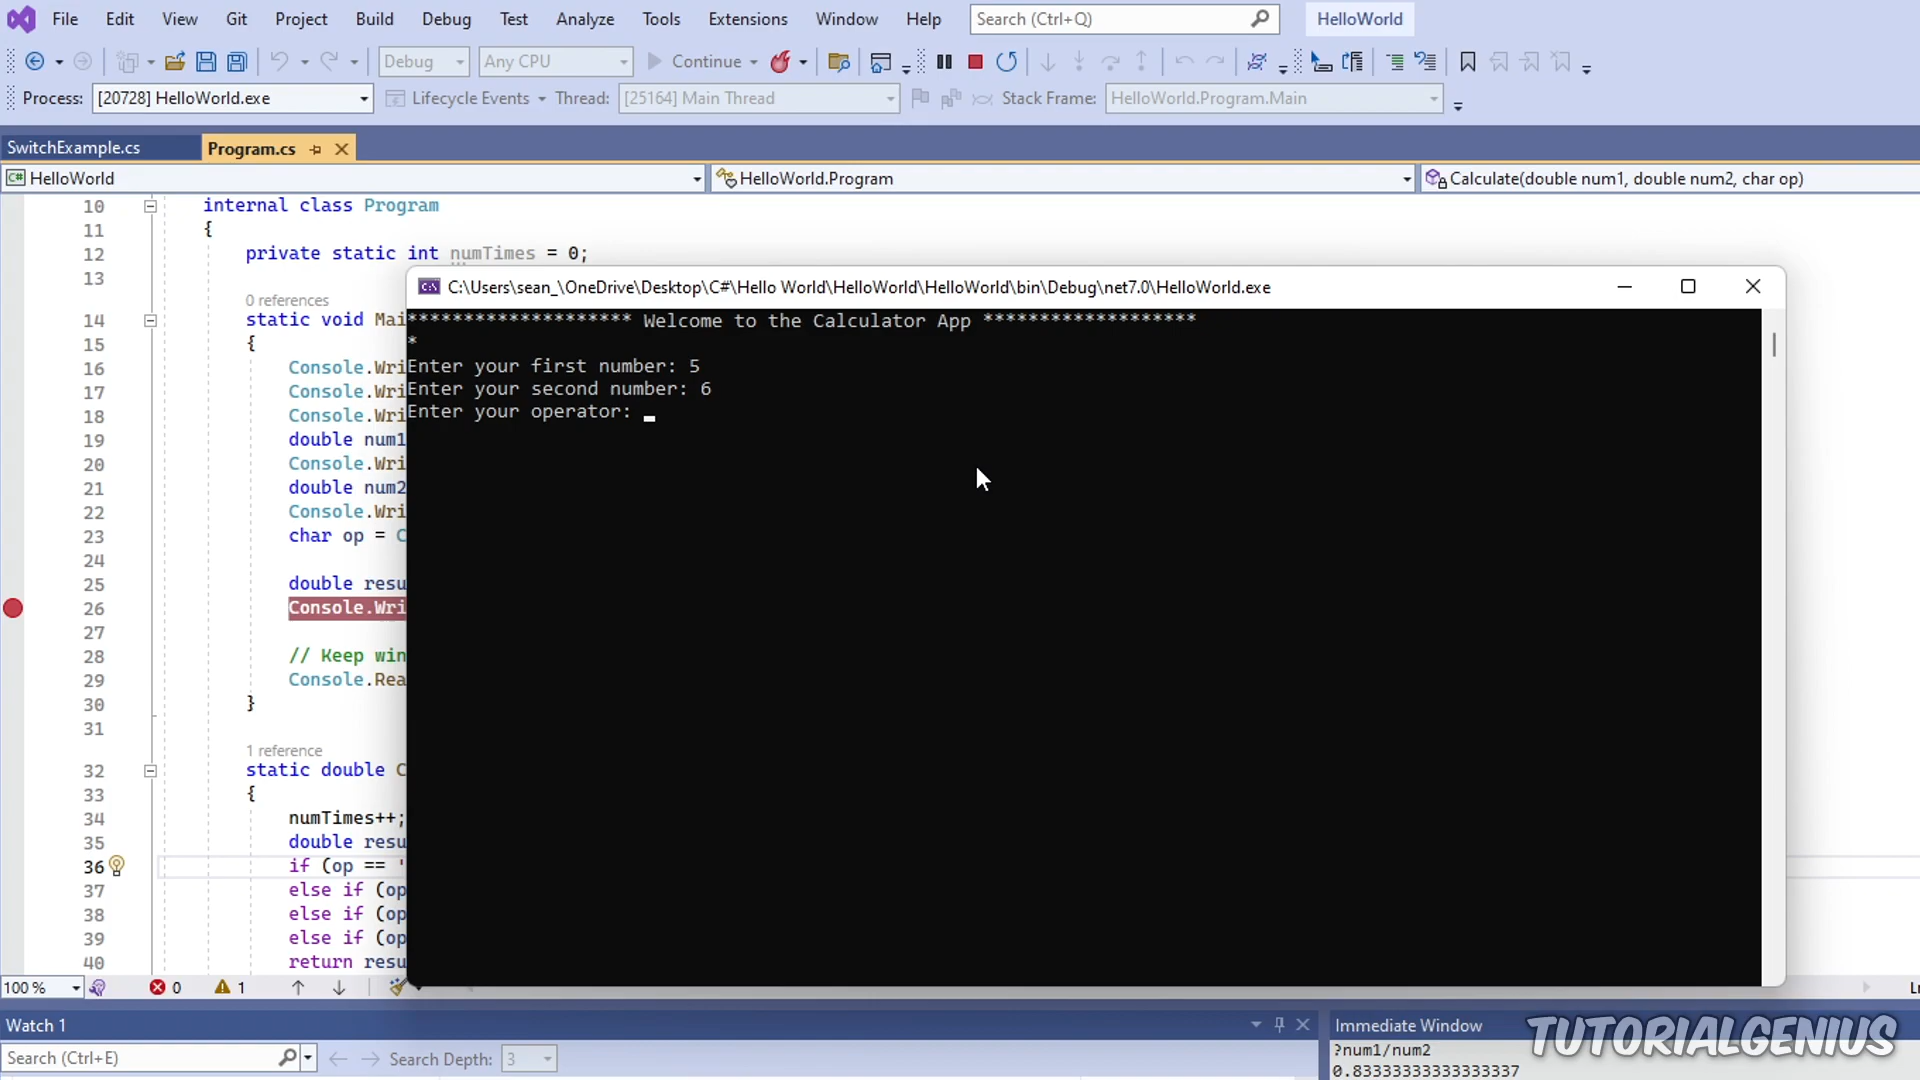 File Edit View Git Project Build Debug Test Analyze Tools Extensions Window Help Search (Ctrl+Q) HelloWorld
Debug Any CPU Continue
Process: [20728] HelloWorld.exe Lifecycle Events Thread: [25164] Main Thread Stack Frame: HelloWorld.Program.Main
SwitchExample.cs Program.cs
C# HelloWorld HelloWorld.Program Calculate(double num1, double num2, char op)
10 internal class Program
11 {
12 private static int numTimes = 0;
13
0 references
14 static void Mai
15 {
16 Console.Wri
17 Console.Wri
18 Console.Wri
19 double num1
20 Console.Wri
21 double num2
22 Console.Wri
23 char op = C
24
25 double resu
26 Console.Wri
27
28 // Keep win
29 Console.Rea
30 }
31
1 reference
32 static double C
33 {
34 numTimes++;
35 double resu
36 if (op == '
37 else if (op
38 else if (op
39 else if (op
40 return resu
C:\Users\sean_\OneDrive\Desktop\C#\Hello World\HelloWorld\HelloWorld\bin\Debug\net7.0\HelloWorld.exe
******************** Welcome to the Calculator App *******************
*
Enter your first number: 5
Enter your second number: 6
Enter your operator: _
100 % 0 1
Watch 1
Search (Ctrl+E) Search Depth: 3
Immediate Window
?num1/num2
0.83333333333333337
TUTORIALGENIUS